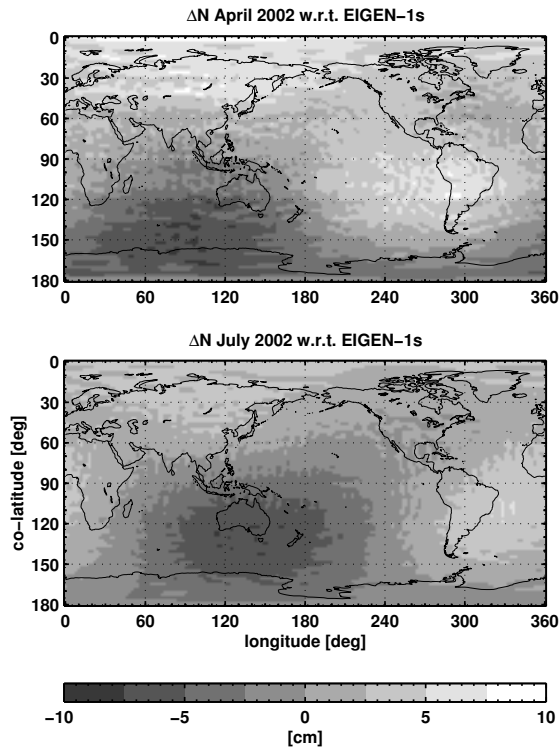 ΔN April 2002 w.r.t. EIGEN−1s
0
30
60
90
120
150
180
0 60 120 180 240 300 360
ΔN July 2002 w.r.t. EIGEN−1s
0
30
60
90
120
150
180
co−latitude [deg]
0 60 120 180 240 300 360
longitude [deg]
−10 −5 0 5 10
[cm]